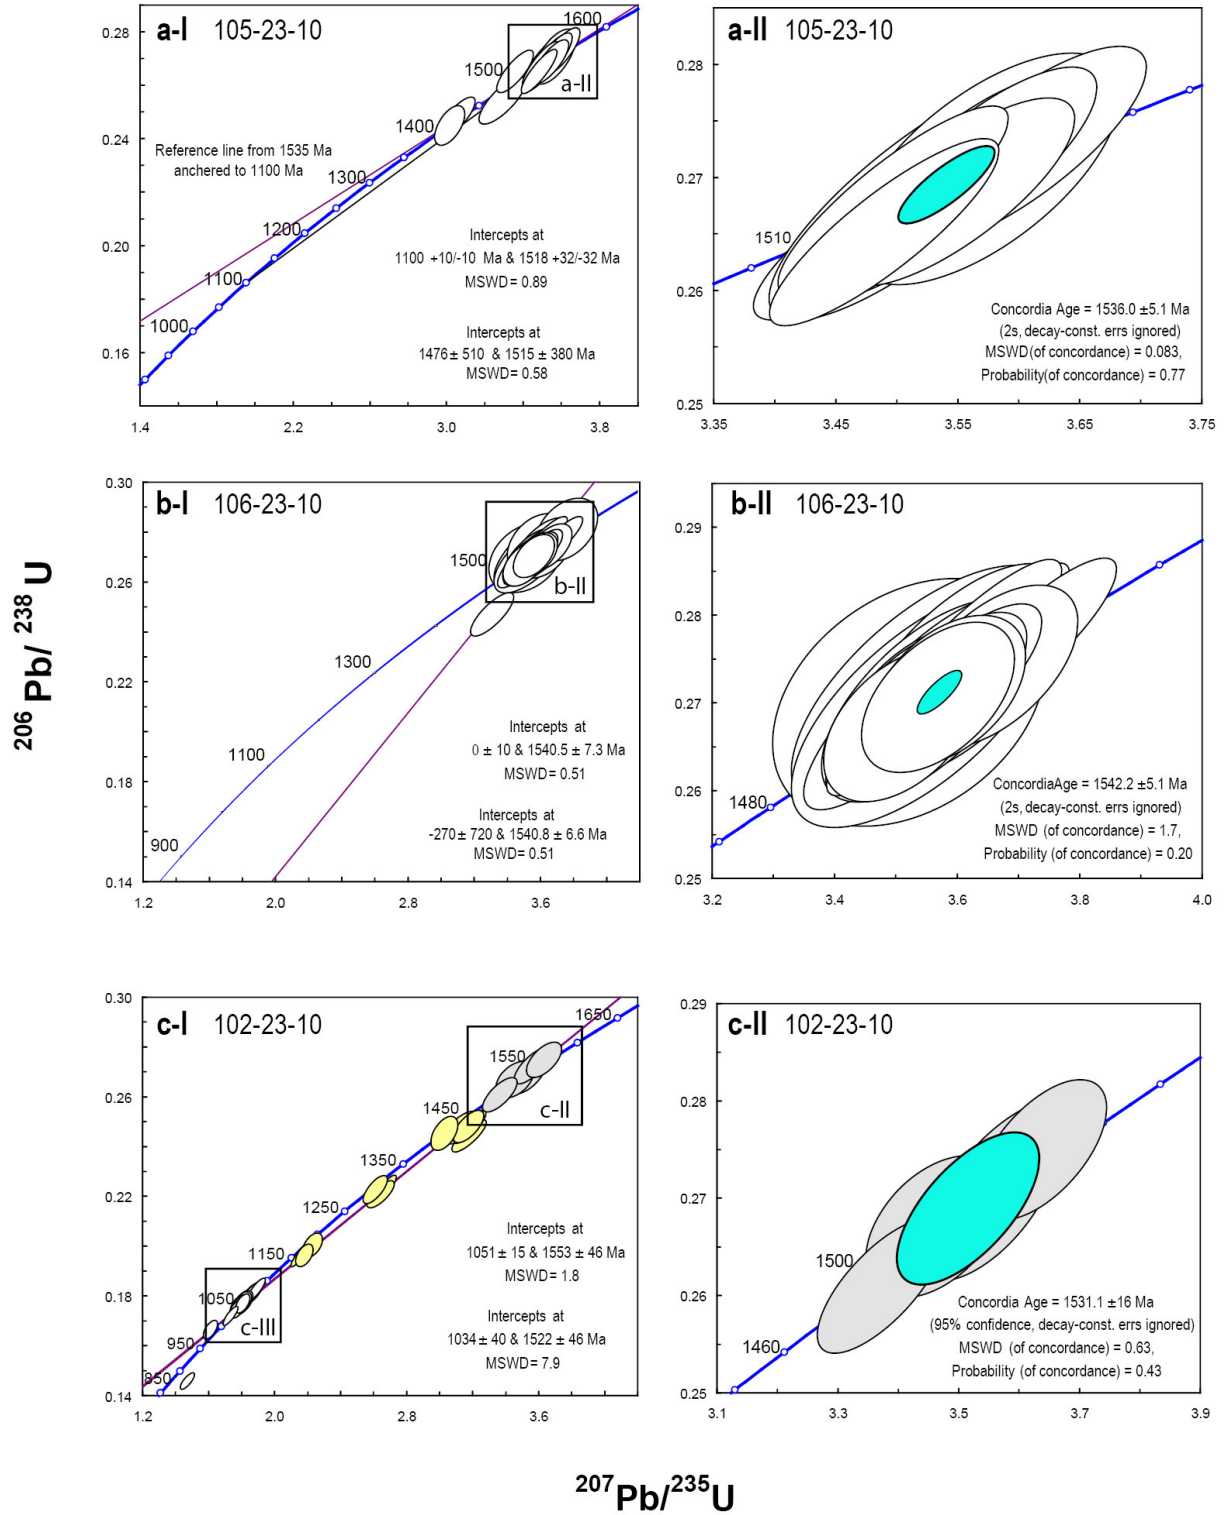 206 Pb/ 238 U
a-I 105-23-10
0.28
0.24
0.20
0.16
1600
1500
a-II
1400
Reference line from 1535 Ma
anchored to 1100 Ma
1300
1200
1100
1000
Intercepts at
1100 +10/-10 Ma & 1518 +32/-32 Ma
MSWD= 0.89
Intercepts at
1476± 510 & 1515 ± 380 Ma
MSWD= 0.58
1.4 2.2 3.0 3.8
a-II 105-23-10
0.28
0.27
0.26
0.25
1510
Concordia Age = 1536.0 ±5.1 Ma
(2s, decay-const. errs ignored)
MSWD(of concordance) = 0.083,
Probability(of concordance) = 0.77
3.35 3.45 3.55 3.65 3.75
b-I 106-23-10
0.30
0.26
0.22
0.18
0.14
1500
b-II
1300
1100
900
Intercepts at
0 ± 10 & 1540.5 ± 7.3 Ma
MSWD= 0.51
Intercepts at
-270± 720 & 1540.8 ± 6.6 Ma
MSWD= 0.51
1.2 2.0 2.8 3.6
b-II 106-23-10
0.29
0.28
0.27
0.26
0.25
1480
ConcordiaAge = 1542.2 ±5.1 Ma
(2s, decay-const. errs ignored)
MSWD (of concordance) = 1.7,
Probability (of concordance) = 0.20
3.2 3.4 3.6 3.8 4.0
c-I 102-23-10
0.30
0.26
0.22
0.18
0.14
1650
1550
c-II
1450
1350
1250
1150
1050
c-III
950
850
Intercepts at
1051± 15 & 1553 ± 46 Ma
MSWD= 1.8
Intercepts at
1034± 40 & 1522 ± 46 Ma
MSWD= 7.9
1.2 2.0 2.8 3.6
c-II 102-23-10
0.29
0.28
0.27
0.26
0.25
1500
1460
Concordia Age = 1531.1 ±16 Ma
(95% confidence, decay-const. errs ignored)
MSWD (of concordance) = 0.63,
Probability (of concordance) = 0.43
3.1 3.3 3.5 3.7 3.9
207Pb/235U